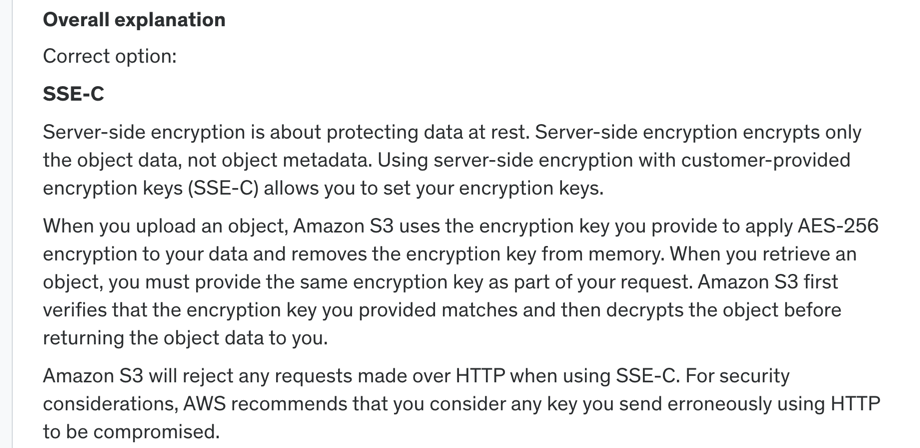 Overall explanation
Correct option:
SSE-C
Server-side encryption is about protecting data at rest. Server-side encryption encrypts only
the object data, not object metadata. Using server-side encryption with customer-provided
encryption keys (SSE-C) allows you to set your encryption keys.
When you upload an object, Amazon S3 uses the encryption key you provide to apply AES-256
encryption to your data and removes the encryption key from memory. When you retrieve an
object, you must provide the same encryption key as part of your request. Amazon S3 first
verifies that the encryption key you provided matches and then decrypts the object before
returning the object data to you.
Amazon S3 will reject any requests made over HTTP when using SSE-C. For security
considerations, AWS recommends that you consider any key you send erroneously using HTTP
to be compromised.